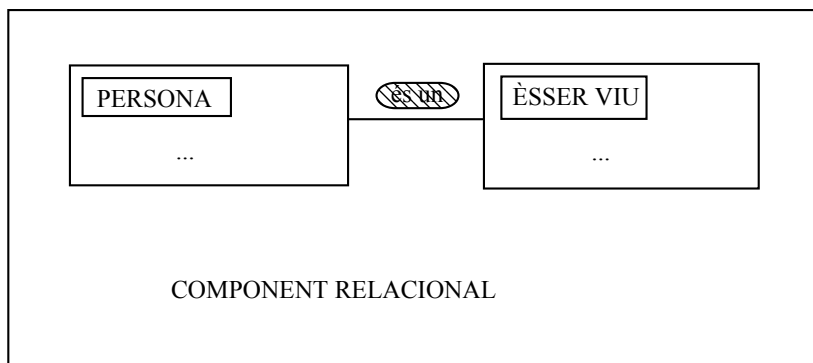 PERSONA
...
és un
ÈSSER VIU
...
COMPONENT RELACIONAL